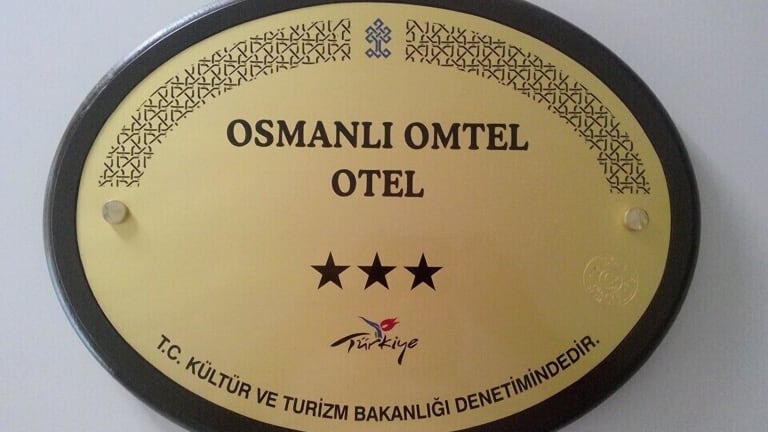 OSMANLI OMTEL
OTEL
Türkiye
T.C. KÜLTÜR VE TURİZM BAKANLIĞI DENETİMİNDEDİR.